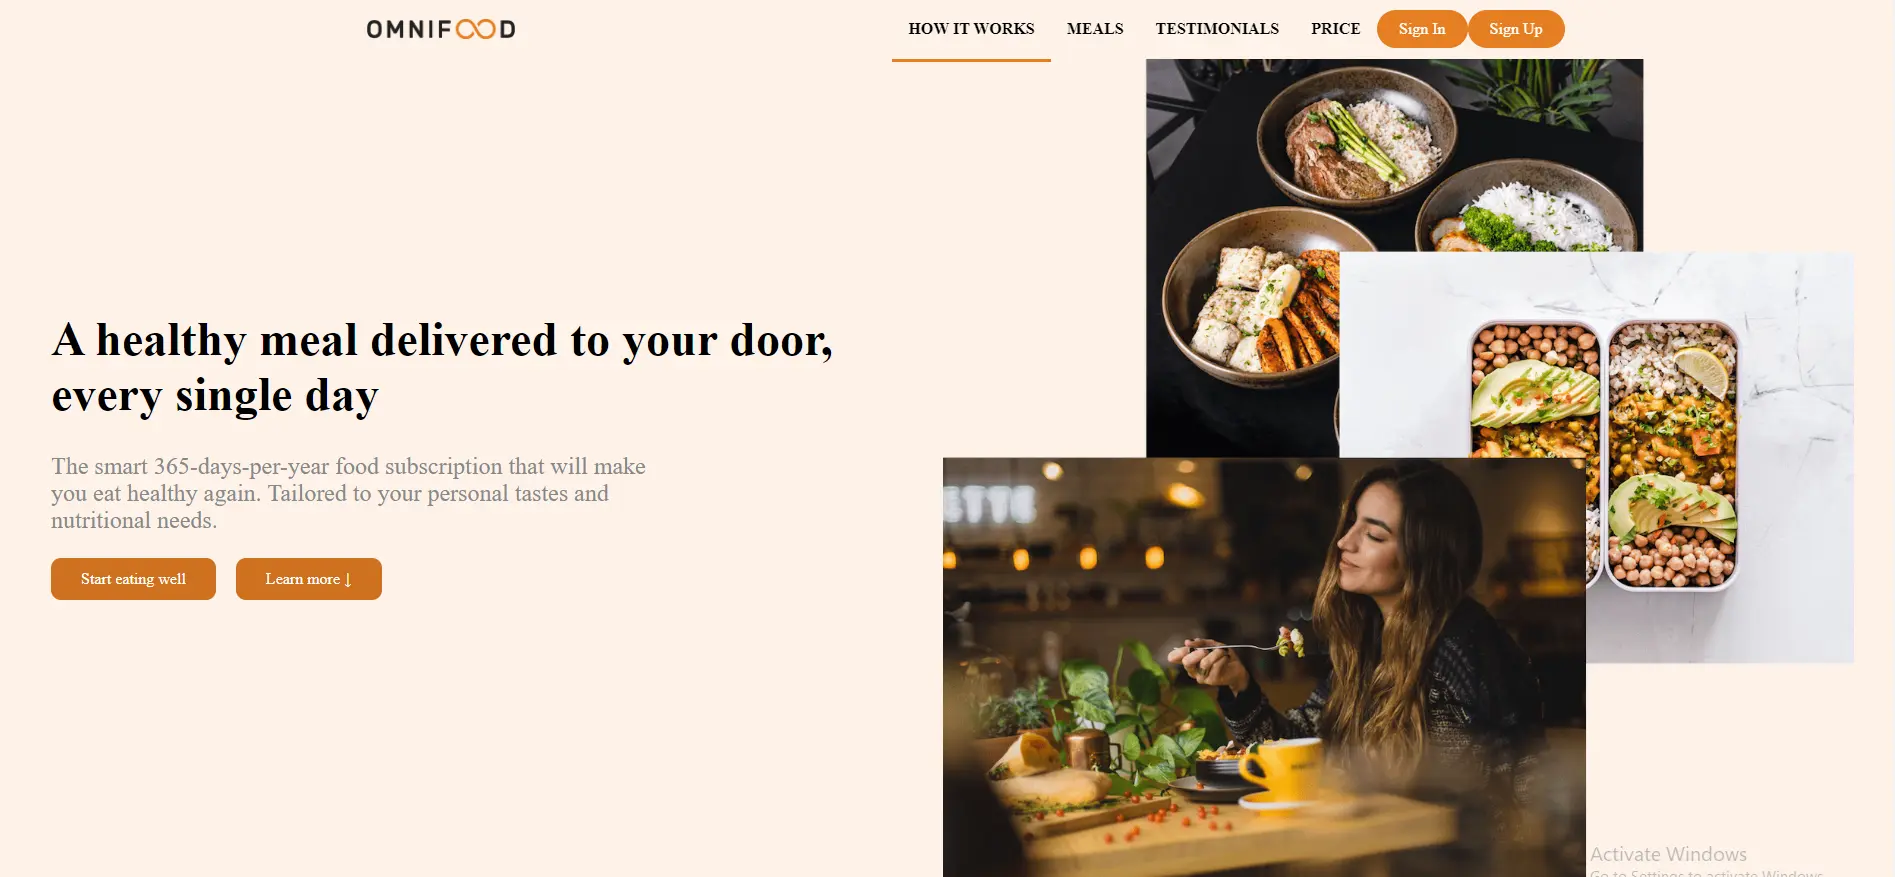 OMNIFOOD
HOW IT WORKS MEALS TESTIMONIALS PRICE Sign In Sign Up
A healthy meal delivered to your door,
every single day
The smart 365-days-per-year food subscription that will make
you eat healthy again. Tailored to your personal tastes and
nutritional needs.
Start eating well Learn more ↓
ETTE
Activate Windows
Go to Settings to activate Windows.